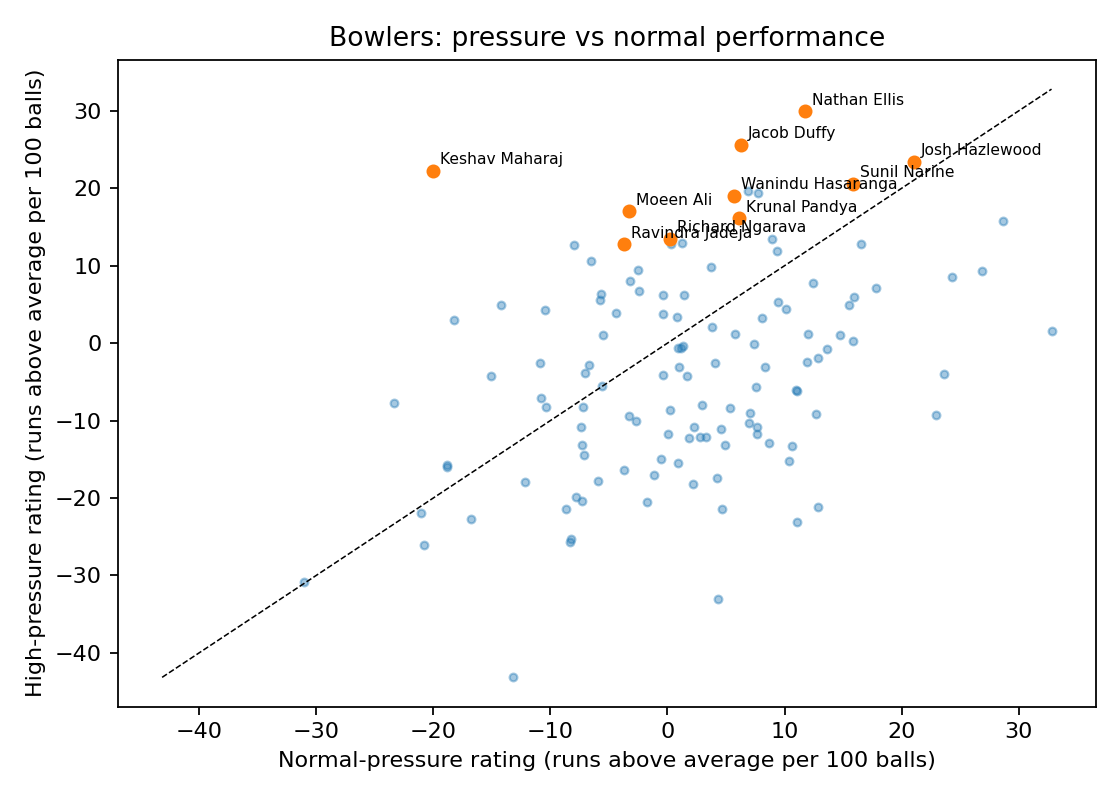 Bowlers: pressure vs normal performance
High-pressure rating (runs above average per 100 balls)
30
20
10
0
−10
−20
−30
−40
Nathan Ellis
Jacob Duffy
Josh Hazlewood
Keshav Maharaj
Sunil Narine
Wanindu Hasaranga
Moeen Ali
Krunal Pandya
Richard Ngarava
Ravindra Jadeja
−40
−30
−20
−10
0
10
20
30
Normal-pressure rating (runs above average per 100 balls)